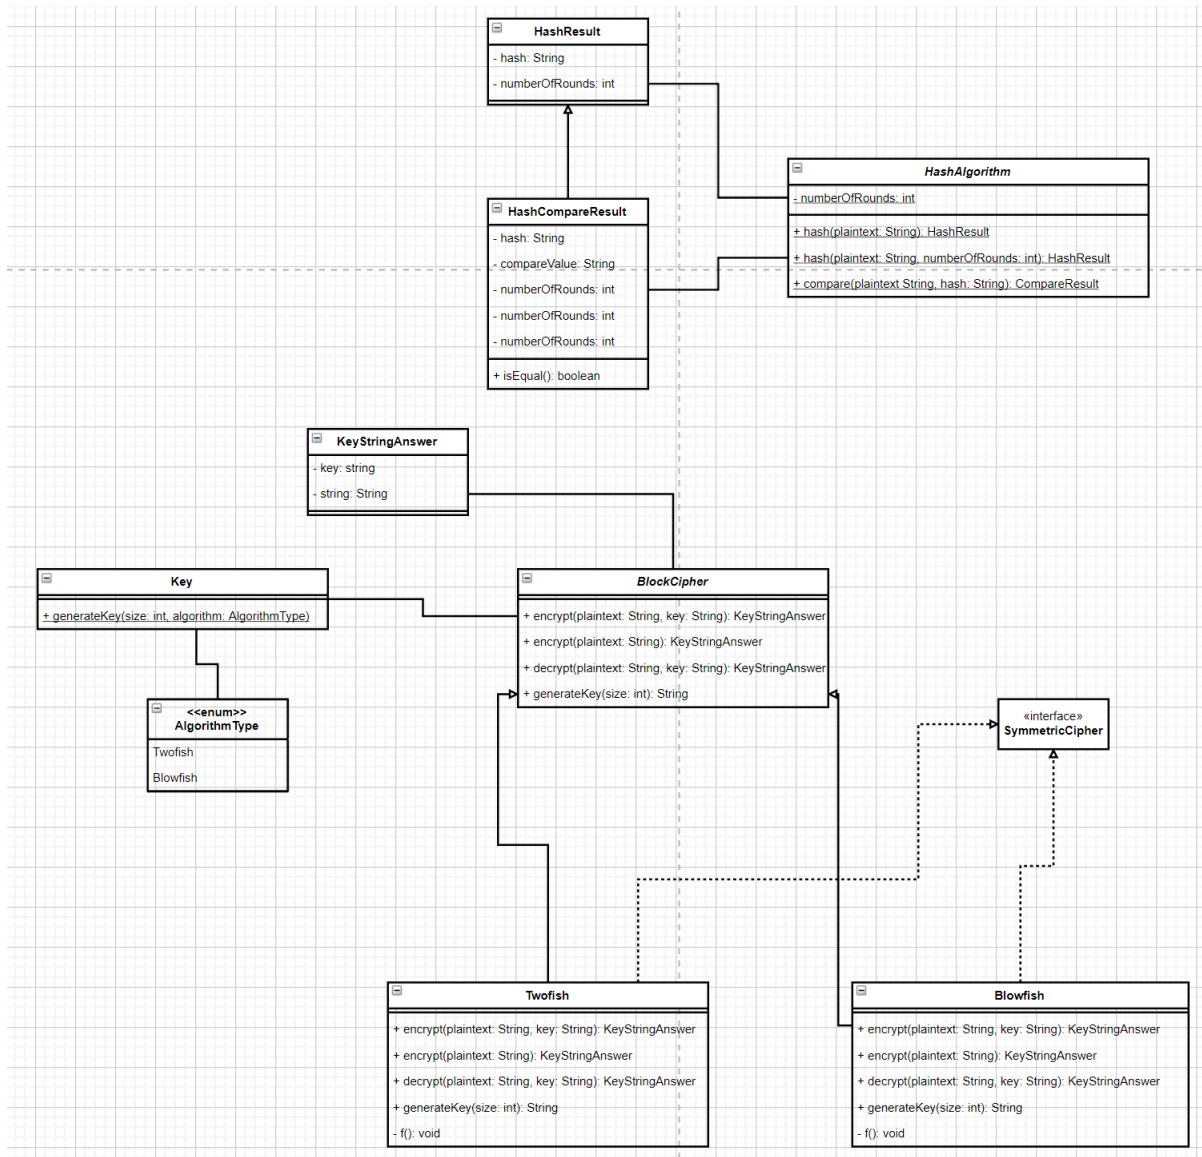 HashResult
- hash: String
- numberOfRounds: int
HashAlgorithm
- numberOfRounds: int
+ hash(plaintext: String): HashResult
+ hash(plaintext: String, numberOfRounds: int): HashResult
+ compare(plaintext String, hash: String): CompareResult
HashCompareResult
- hash: String
- compareValue: String
- numberOfRounds: int
- numberOfRounds: int
- numberOfRounds: int
+ isEqual(): boolean
KeyStringAnswer
- key: string
- string: String
Key
+ generateKey(size: int, algorithm: AlgorithmType)
BlockCipher
+ encrypt(plaintext: String, key: String): KeyStringAnswer
+ encrypt(plaintext: String): KeyStringAnswer
+ decrypt(plaintext: String, key: String): KeyStringAnswer
+ generateKey(size: int): String
<<enum>>
AlgorithmType
Twofish
Blowfish
«interface»
SymmetricCipher
Twofish
+ encrypt(plaintext: String, key: String): KeyStringAnswer
+ encrypt(plaintext: String): KeyStringAnswer
+ decrypt(plaintext: String, key: String): KeyStringAnswer
+ generateKey(size: int): String
- f(): void
Blowfish
+ encrypt(plaintext: String, key: String): KeyStringAnswer
+ encrypt(plaintext: String): KeyStringAnswer
+ decrypt(plaintext: String, key: String): KeyStringAnswer
+ generateKey(size: int): String
- f(): void